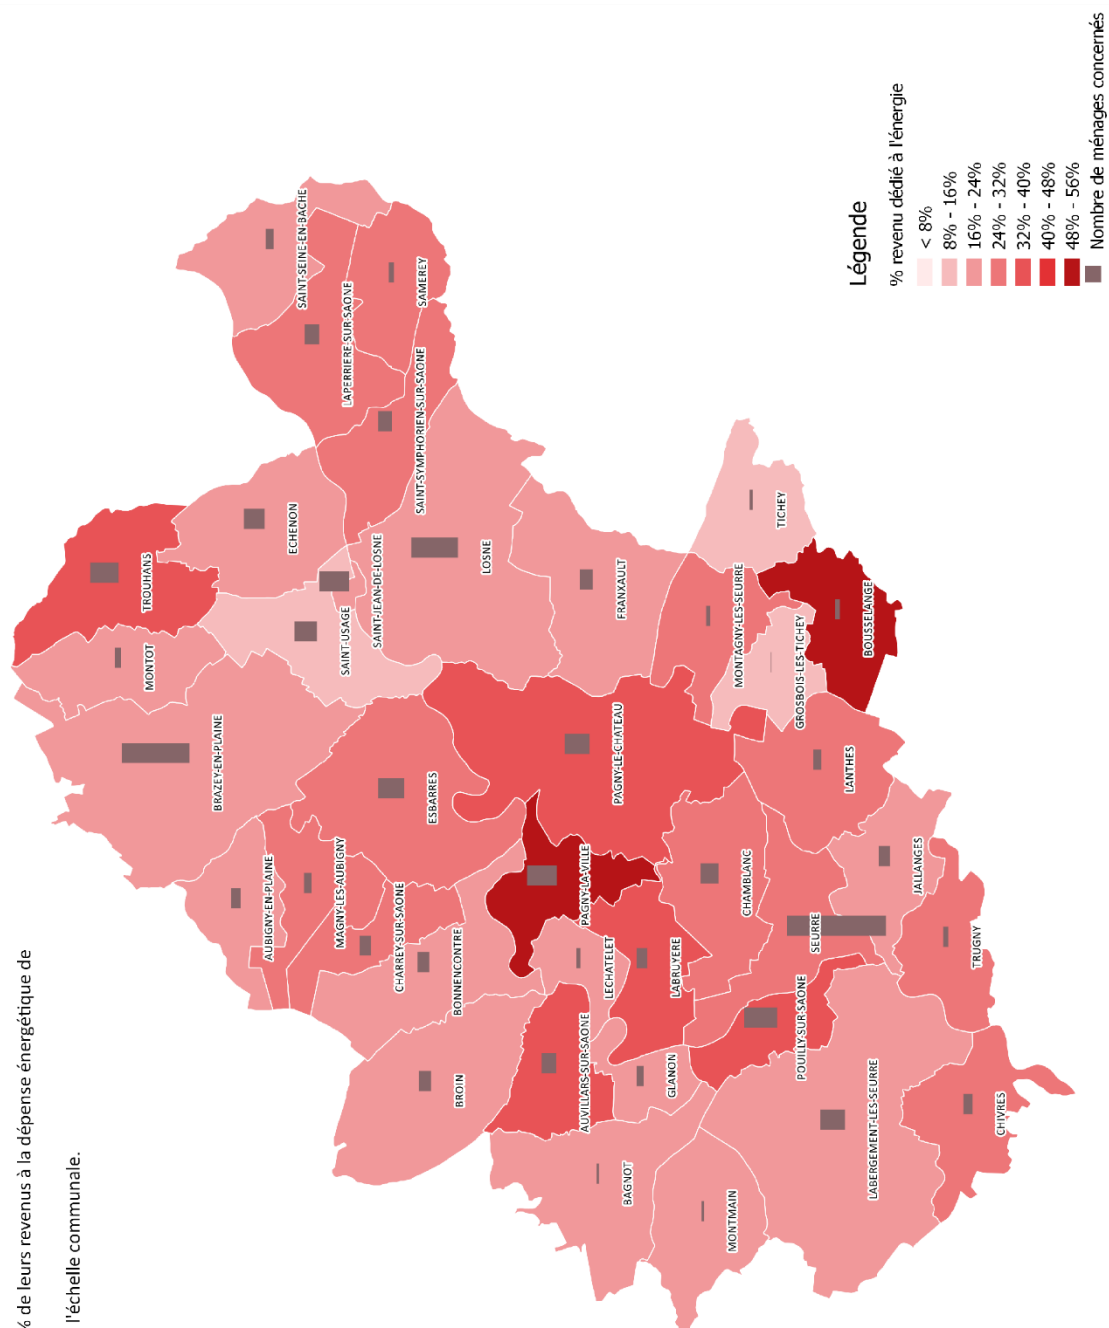 % de leurs revenus à la dépense énergétique de
l'échelle communale.
Légende
% revenu dédié à l'énergie
< 8%
8% - 16%
16% - 24%
24% - 32%
32% - 40%
40% - 48%
48% - 56%
Nombre de ménages concernés
SAINT-SEINE-EN-BACHE
LAPERRIERE-SUR-SAONE
SAMEREY
SAINT-SYMPHORIEN-SUR-SAONE
ECHENON
TROUHANS
MONTOT
SAINT-USAGE
SAINT-JEAN-DE-LOSNE
LOSNE
BRAZEY-EN-PLAINE
FRANXAULT
TICHEY
MONTAGNY-LES-SEURRE
GROSBOIS-LES-TICHEY
BOUSSELANGE
ESBARRES
PAGNY-LE-CHATEAU
LANTHES
AUBIGNY-EN-PLAINE
MAGNY-LES-AUBIGNY
CHARREY-SUR-SAONE
BONNENCONTRE
PAGNY-LA-VILLE
CHAMBLANC
JALLANGES
LECHATELET
LABRUYERE
SEURRE
TRUGNY
BROIN
AUVILLARS-SUR-SAONE
GLANON
POUILLY-SUR-SAONE
BAGNOT
MONTMAIN
LABERGEMENT-LES-SEURRE
CHIVRES